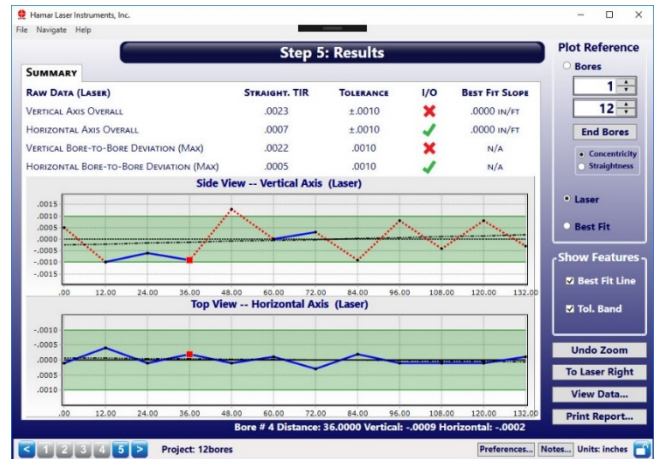 Hamar Laser Instruments, Inc.
File Navigate Help
Step 5: Results
SUMMARY
RAW DATA (LASER) STRAIGHT. TIR TOLERANCE I/O BEST FIT SLOPE
VERTICAL AXIS OVERALL .0023 ±.0010 .0000 IN/FT
HORIZONTAL AXIS OVERALL .0007 ±.0010 .0000 IN/FT
VERTICAL BORE-TO-BORE DEVIATION (MAX) .0022 .0010 N/A
HORIZONTAL BORE-TO-BORE DEVIATION (MAX) .0005 .0010 N/A
Side View -- Vertical Axis (Laser)
.0015
.0010
.0005
.0000
-.0005
-.0010
-.0015
.00 12.00 24.00 36.00 48.00 60.00 72.00 84.00 96.00 108.00 120.00 132.00
Top View -- Horizontal Axis (Laser)
-.0010
-.0005
.0000
.0005
.0010
.00 12.00 24.00 36.00 48.00 60.00 72.00 84.00 96.00 108.00 120.00 132.00
Bore # 4 Distance: 36.0000 Vertical: -.0009 Horizontal: -.0002
Plot Reference
Bores
1
12
End Bores
Concentricity
Straightness
Laser
Best Fit
Show Features
Best Fit Line
Tol. Band
Undo Zoom
To Laser Right
View Data...
Print Report...
< 1 2 3 4 5 > Project: 12bores Preferences... Notes... Units: inches